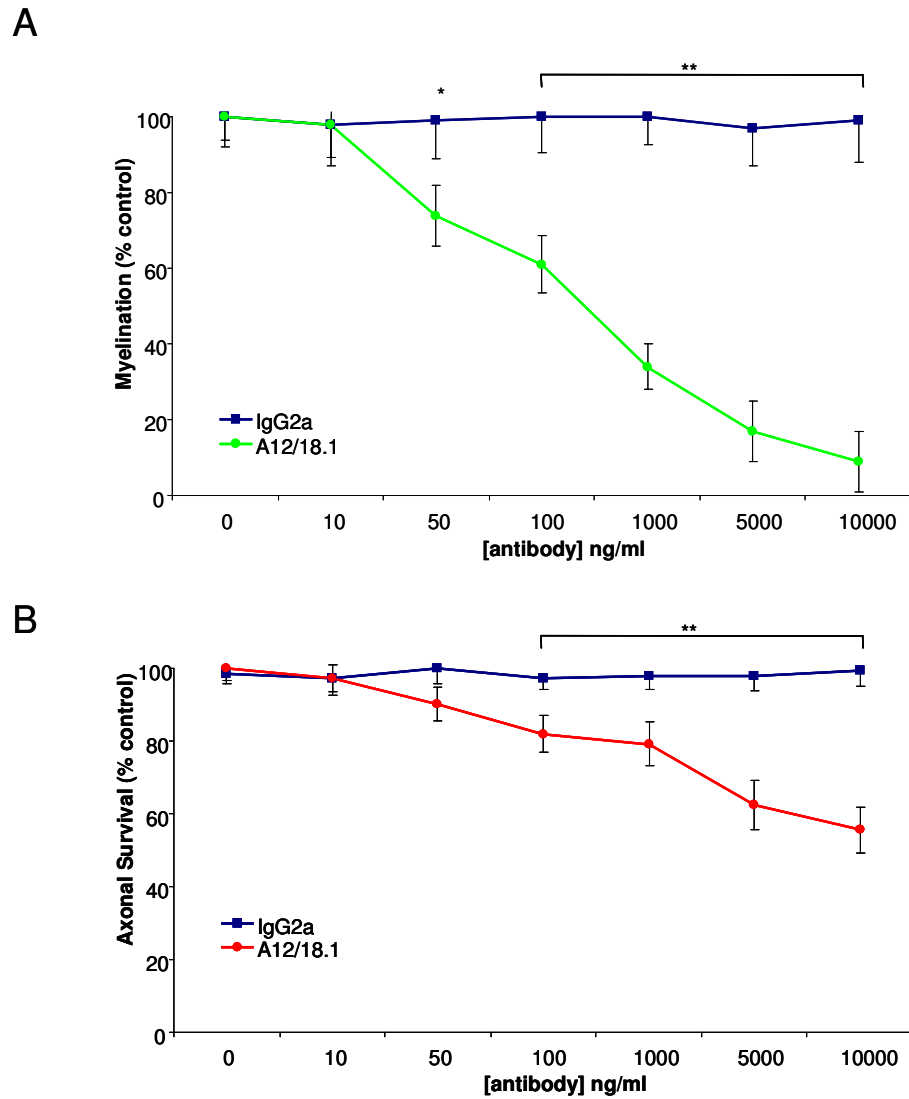 A
**
*
100
80
60
40
20
0
Myelination (% control)
IgG2a
A12/18.1
0 10 50 100 1000 5000 10000
[antibody] ng/ml
B
**
100
80
60
40
20
0
Axonal Survival (% control)
IgG2a
A12/18.1
0 10 50 100 1000 5000 10000
[antibody] ng/ml